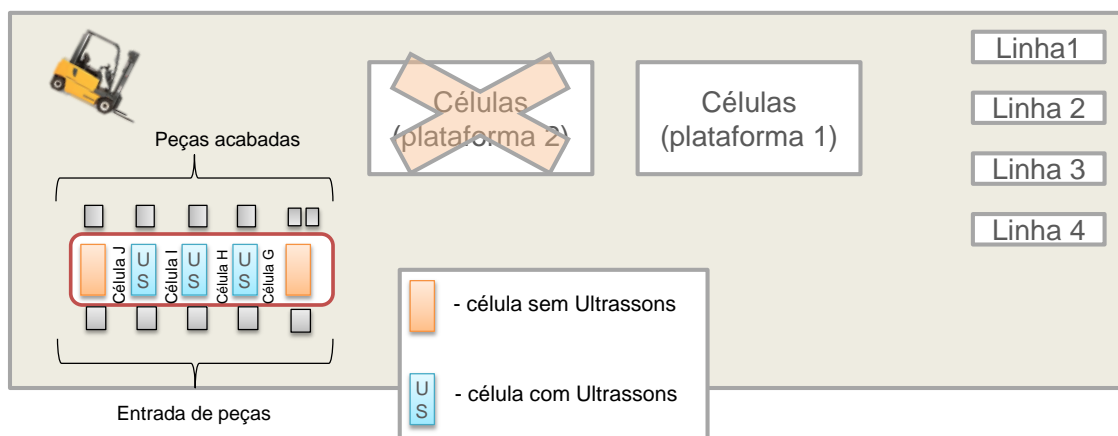 Linha1
Linha 2
Linha 3
Linha 4
Células
(plataforma 2)
Células
(plataforma 1)
Peças acabadas
Célula J
U
S
Célula I
U
S
Célula H
U
S
Célula G
Entrada de peças
- célula sem Ultrassons
U
S
- célula com Ultrassons